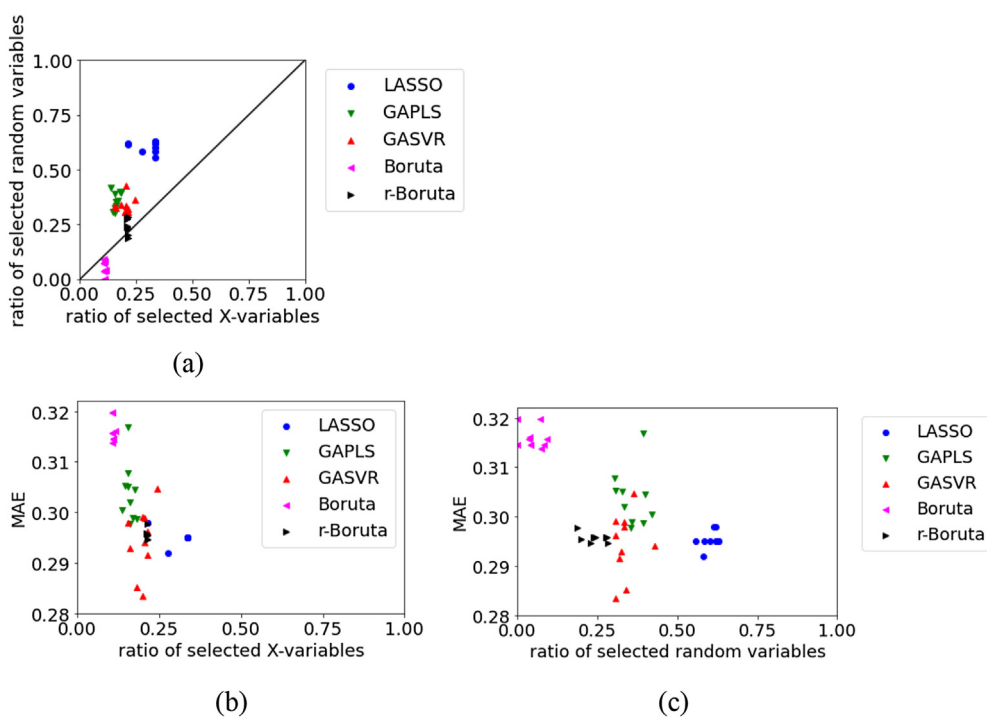 ratio of selected random variables
1.00
0.75
0.50
0.25
0.00
0.00 0.25 0.50 0.75 1.00
ratio of selected X-variables
LASSO
GAPLS
GASVR
Boruta
r-Boruta
(a)
MAE
0.32
0.31
0.30
0.29
0.28
0.00 0.25 0.50 0.75 1.00
ratio of selected X-variables
LASSO
GAPLS
GASVR
Boruta
r-Boruta
(b)
MAE
0.32
0.31
0.30
0.29
0.28
0.00 0.25 0.50 0.75 1.00
ratio of selected random variables
LASSO
GAPLS
GASVR
Boruta
r-Boruta
(c)